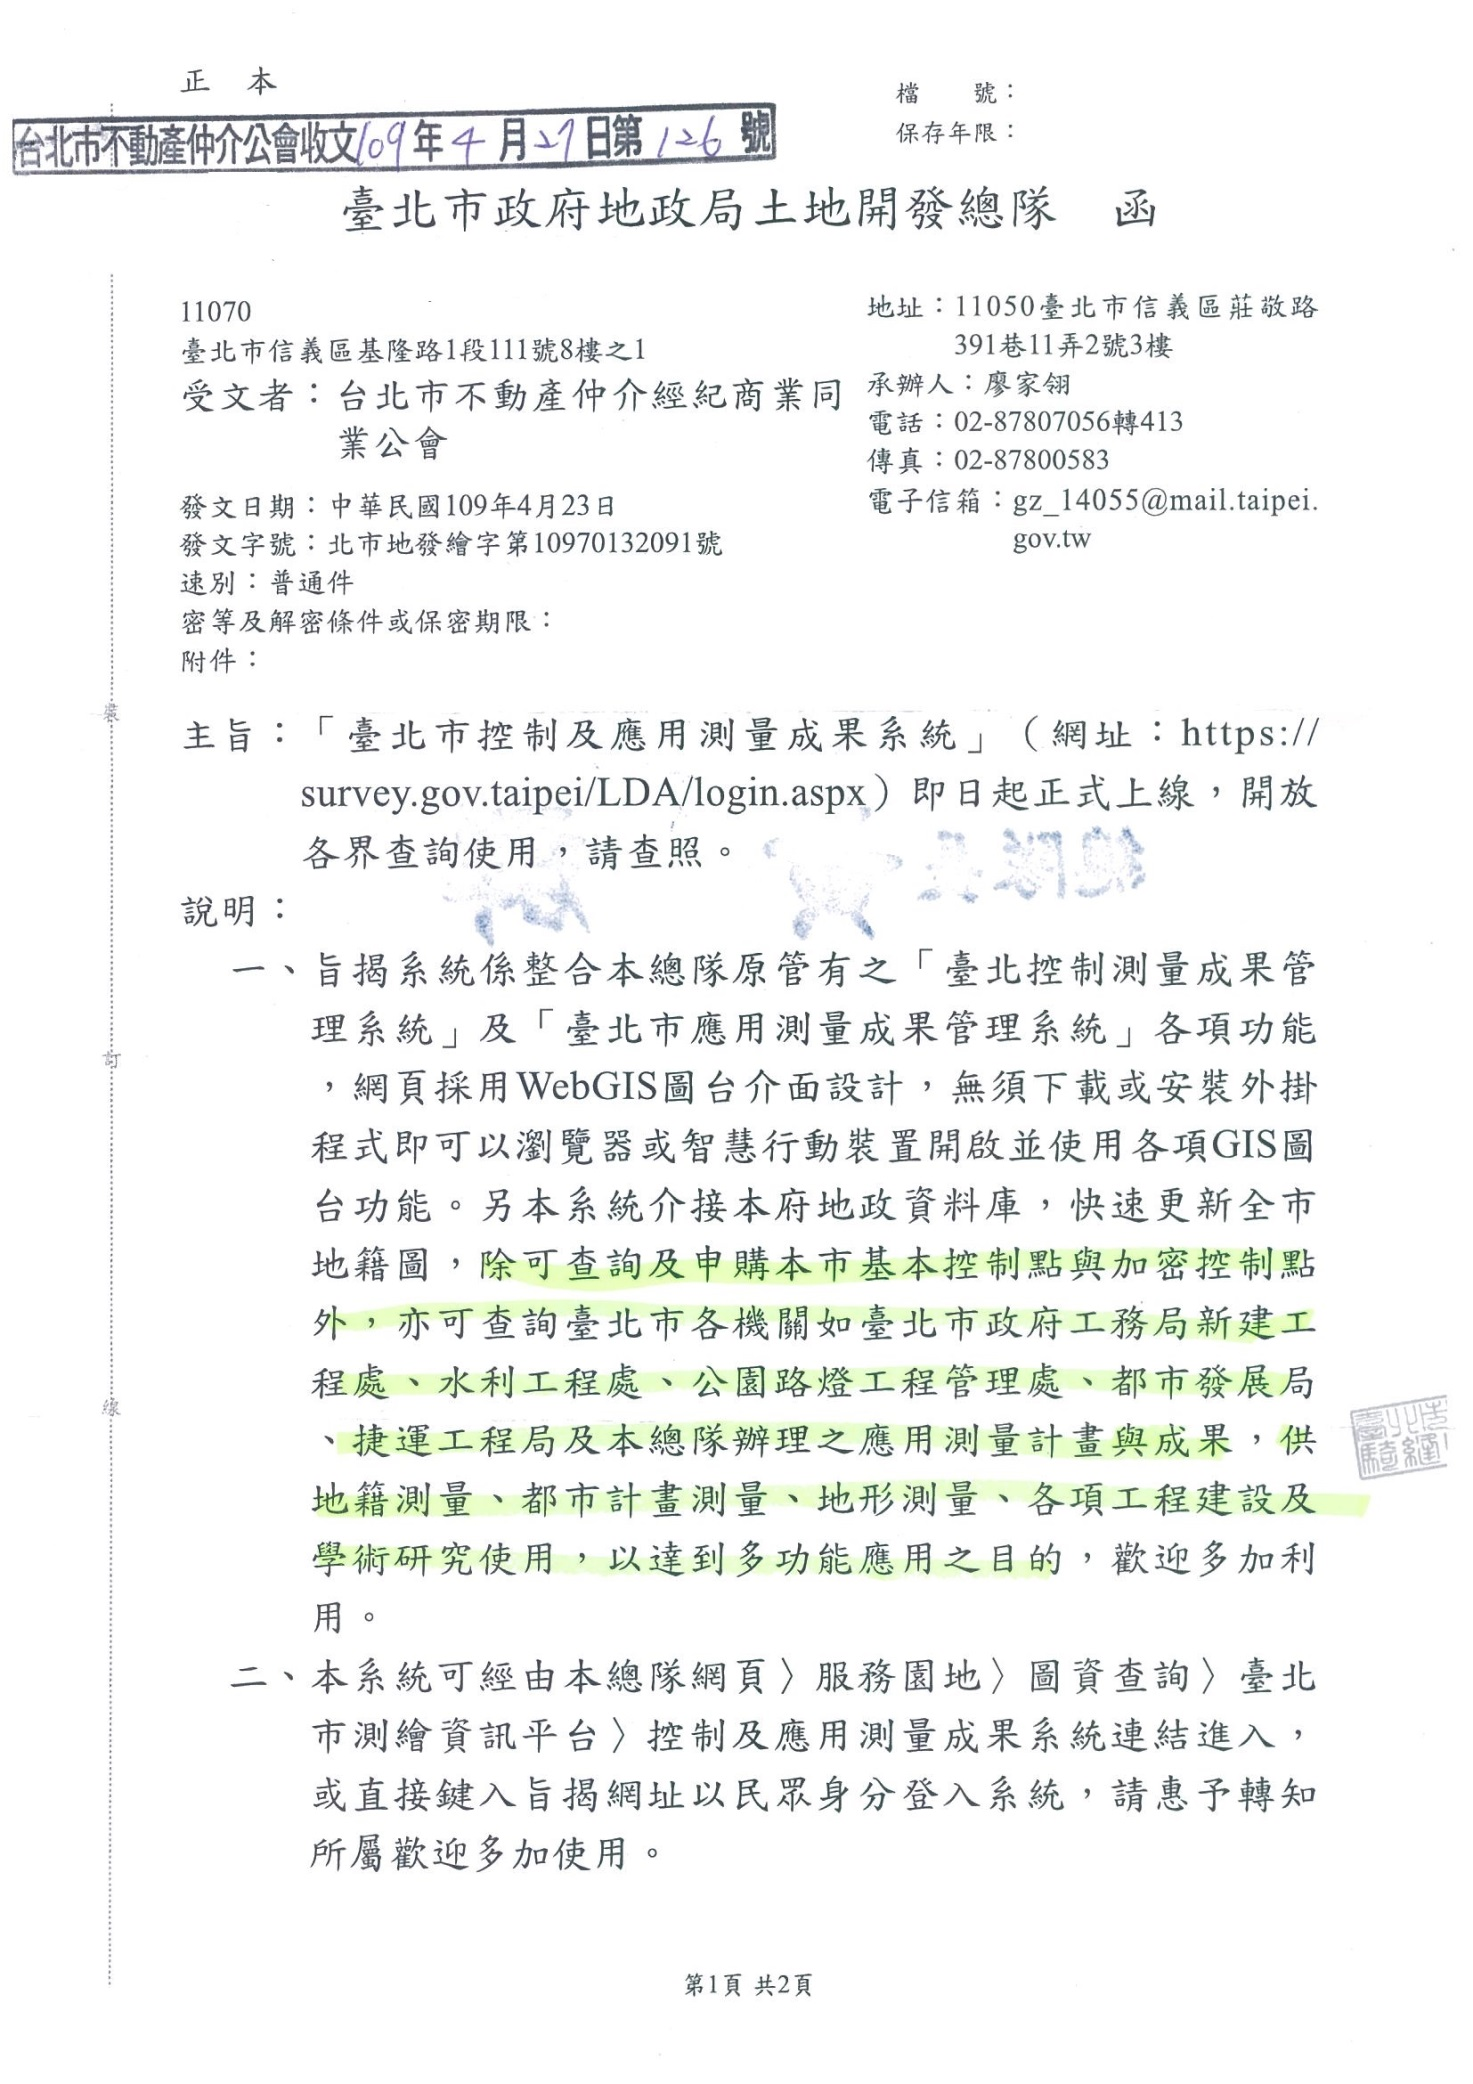 正　本
檔　　號：
保存年限：
台北市不動產仲介公會收文109年4月27日第126號
臺北市政府地政局土地開發總隊　函
11070
臺北市信義區基隆路1段111號8樓之1
受文者：台北市不動產仲介經紀商業同
業公會
地址：11050臺北市信義區莊敬路
391巷11弄2號3樓
承辦人：廖家翎
電話：02-87807056轉413
傳真：02-87800583
電子信箱：gz_14055@mail.taipei.
gov.tw
發文日期：中華民國109年4月23日
發文字號：北市地發繪字第10970132091號
速別：普通件
密等及解密條件或保密期限：
附件：
主旨：「臺北市控制及應用測量成果系統」（網址：https://
survey.gov.taipei/LDA/login.aspx）即日起正式上線，開放
各界查詢使用，請查照。
說明：
一、旨揭系統係整合本總隊原管有之「臺北控制測量成果管
理系統」及「臺北市應用測量成果管理系統」各項功能
，網頁採用WebGIS圖台介面設計，無須下載或安裝外掛
程式即可以瀏覽器或智慧行動裝置開啟並使用各項GIS圖
台功能。另本系統介接本府地政資料庫，快速更新全市
地籍圖，除可查詢及申購本市基本控制點與加密控制點
外，亦可查詢臺北市各機關如臺北市政府工務局新建工
程處、水利工程處、公園路燈工程管理處、都市發展局
、捷運工程局及本總隊辦理之應用測量計畫與成果，供
地籍測量、都市計畫測量、地形測量、各項工程建設及
學術研究使用，以達到多功能應用之目的，歡迎多加利
用。
二、本系統可經由本總隊網頁〉服務園地〉圖資查詢〉臺北
市測繪資訊平台〉控制及應用測量成果系統連結進入，
或直接鍵入旨揭網址以民眾身分登入系統，請惠予轉知
所屬歡迎多加使用。
裝
訂
線
第1頁 共2頁